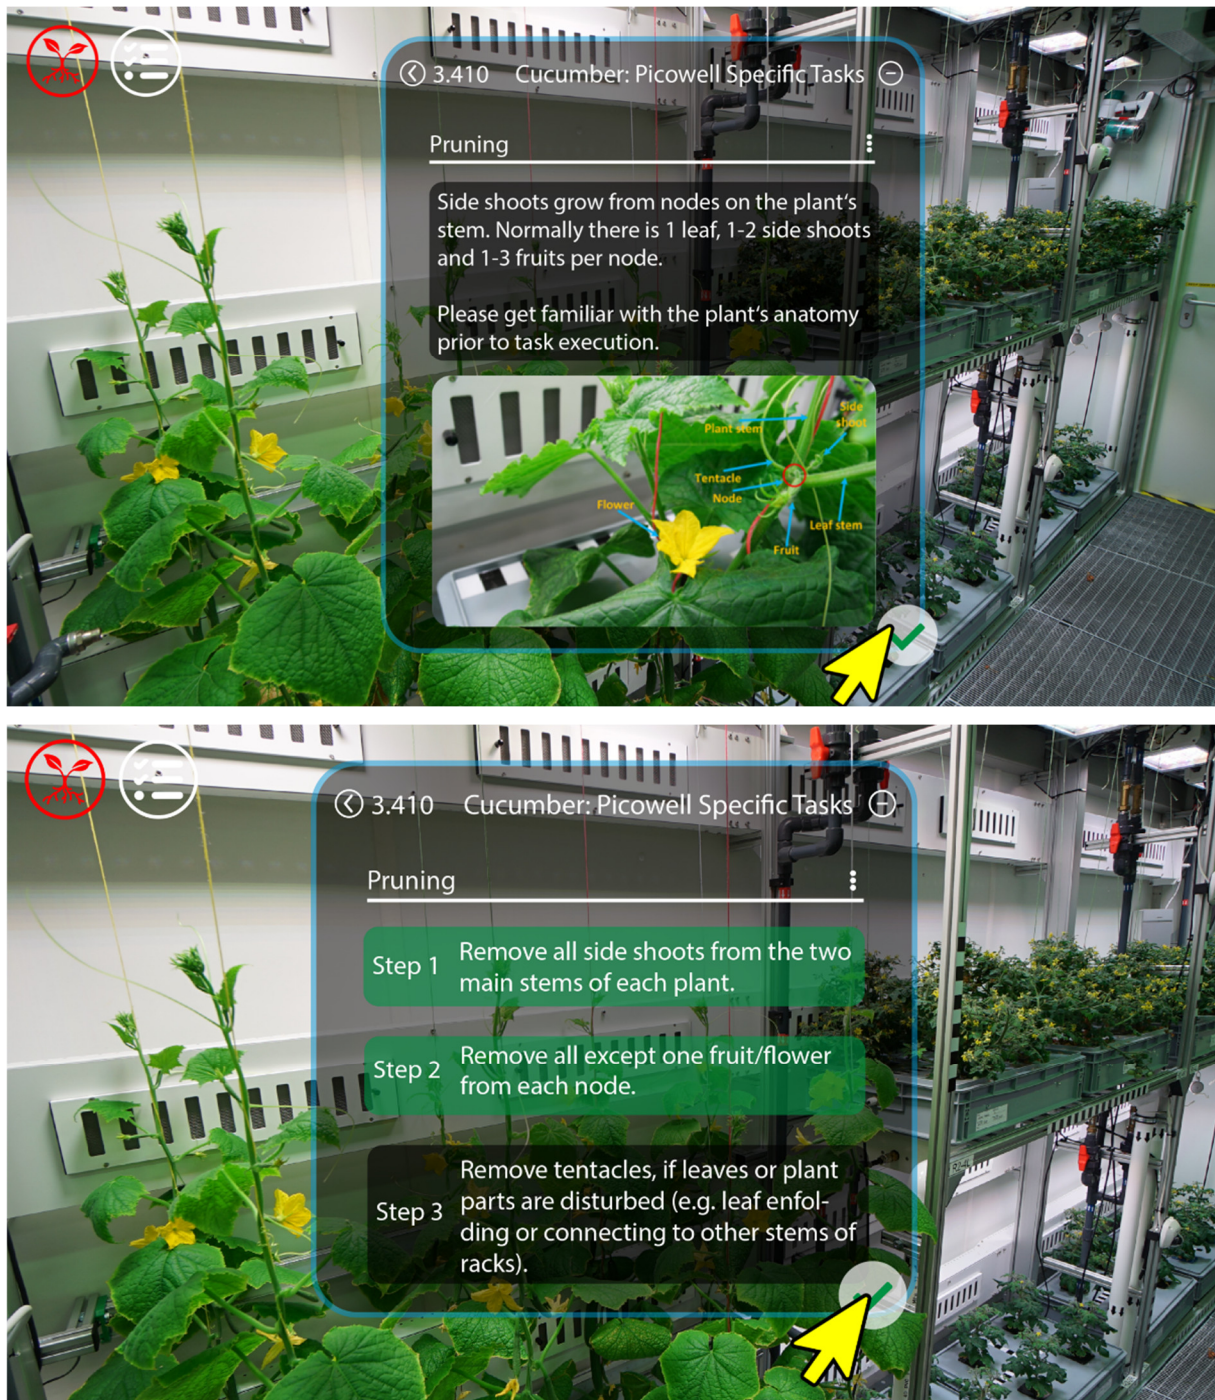 3.410 Cucumber: Picowell Specific Tasks
Pruning
Side shoots grow from nodes on the plant‘s
stem. Normally there is 1 leaf, 1-2 side shoots
and 1-3 fruits per node.
Please get familiar with the plant‘s anatomy
prior to task execution.
Side
shoot
Plant stem
Tentacle
Node
Flower
Leaf stem
Fruit
3.410 Cucumber: Picowell Specific Tasks
Pruning
Step 1
Remove all side shoots from the two
main stems of each plant.
Step 2
Remove all except one fruit/flower
from each node.
Step 3
Remove tentacles, if leaves or plant
parts are disturbed (e.g. leaf enfol-
ding or connecting to other stems of
racks).